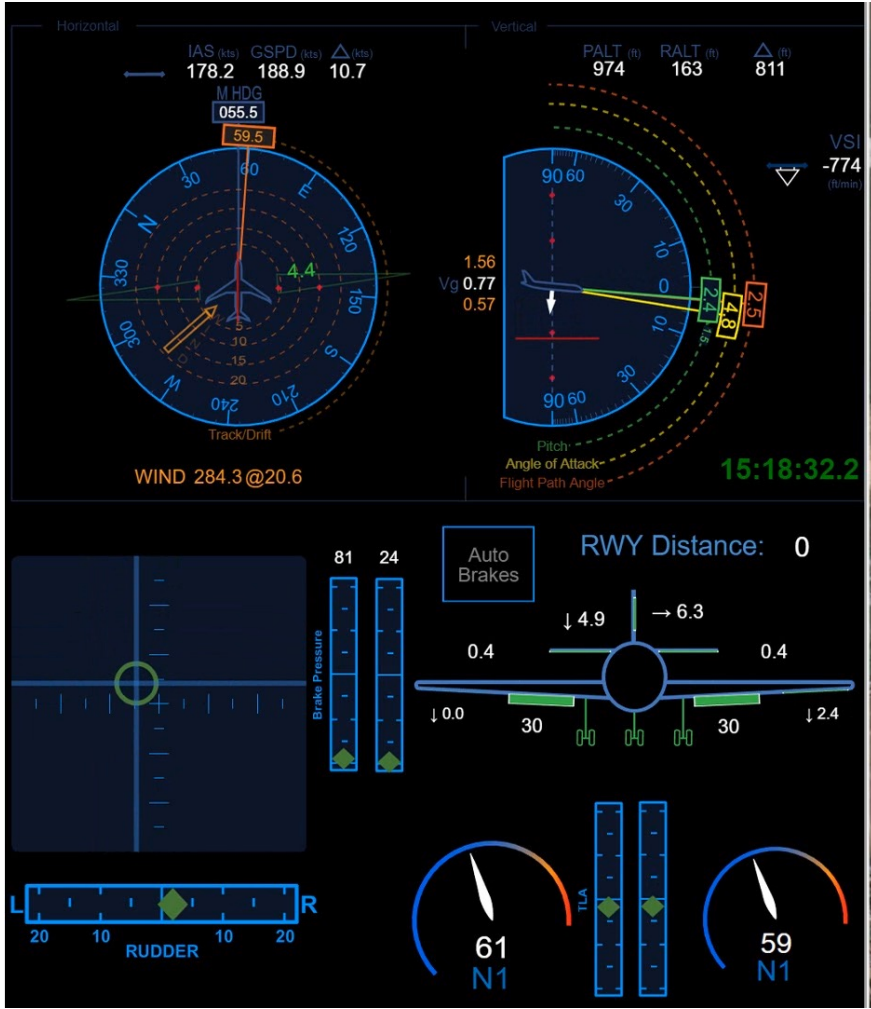 Horizontal
Vertical
IAS (kts) GSPD (kts) △ (kts)
178.2 188.9 10.7
PALT (ft) RALT (ft) △ (ft)
974 163 811
M HDG
055.5
59.5
VSI
-774
(ft/min)
N
30
60
E
120
150
S
210
240
W
300
330
4.4
5
10
15
20
W I N D
Track/Drift
WIND 284.3@20.6
90 60
30
10
0
10
30
90 60
1.56
Vg 0.77
0.57
2.4
4.8
2.5
1.5
Pitch
Angle of Attack
Flight Path Angle
15:18:32.2
81 24
Brake Pressure
Auto
Brakes
RWY Distance: 0
↓4.9 → 6.3
0.4 0.4
↓0.0 30 30 ↓2.4
L R
20 10 10 20
RUDDER
61
N1
TLA
59
N1